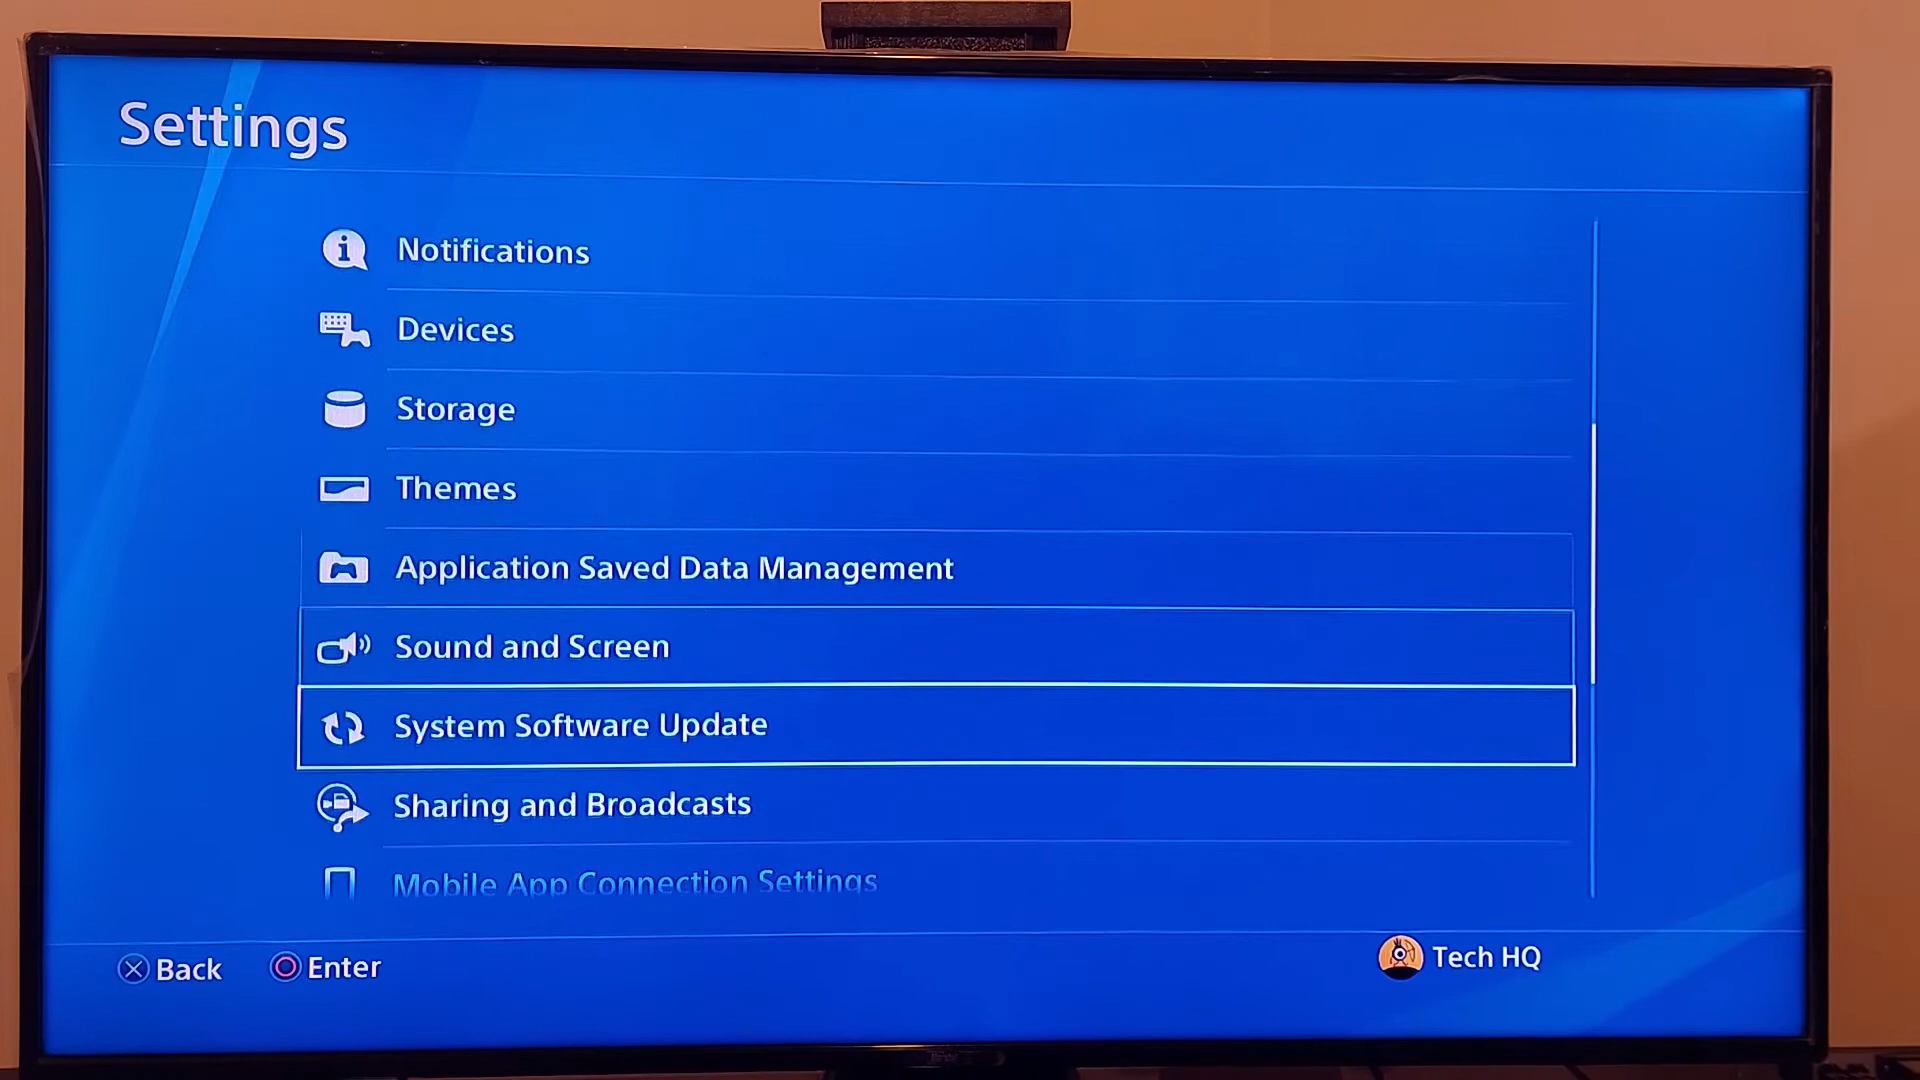 Settings
Notifications
Devices
Storage
Themes
Application Saved Data Management
Sound and Screen
System Software Update
Sharing and Broadcasts
Mobile App Connection Settings
Back
Enter
Tech HQ